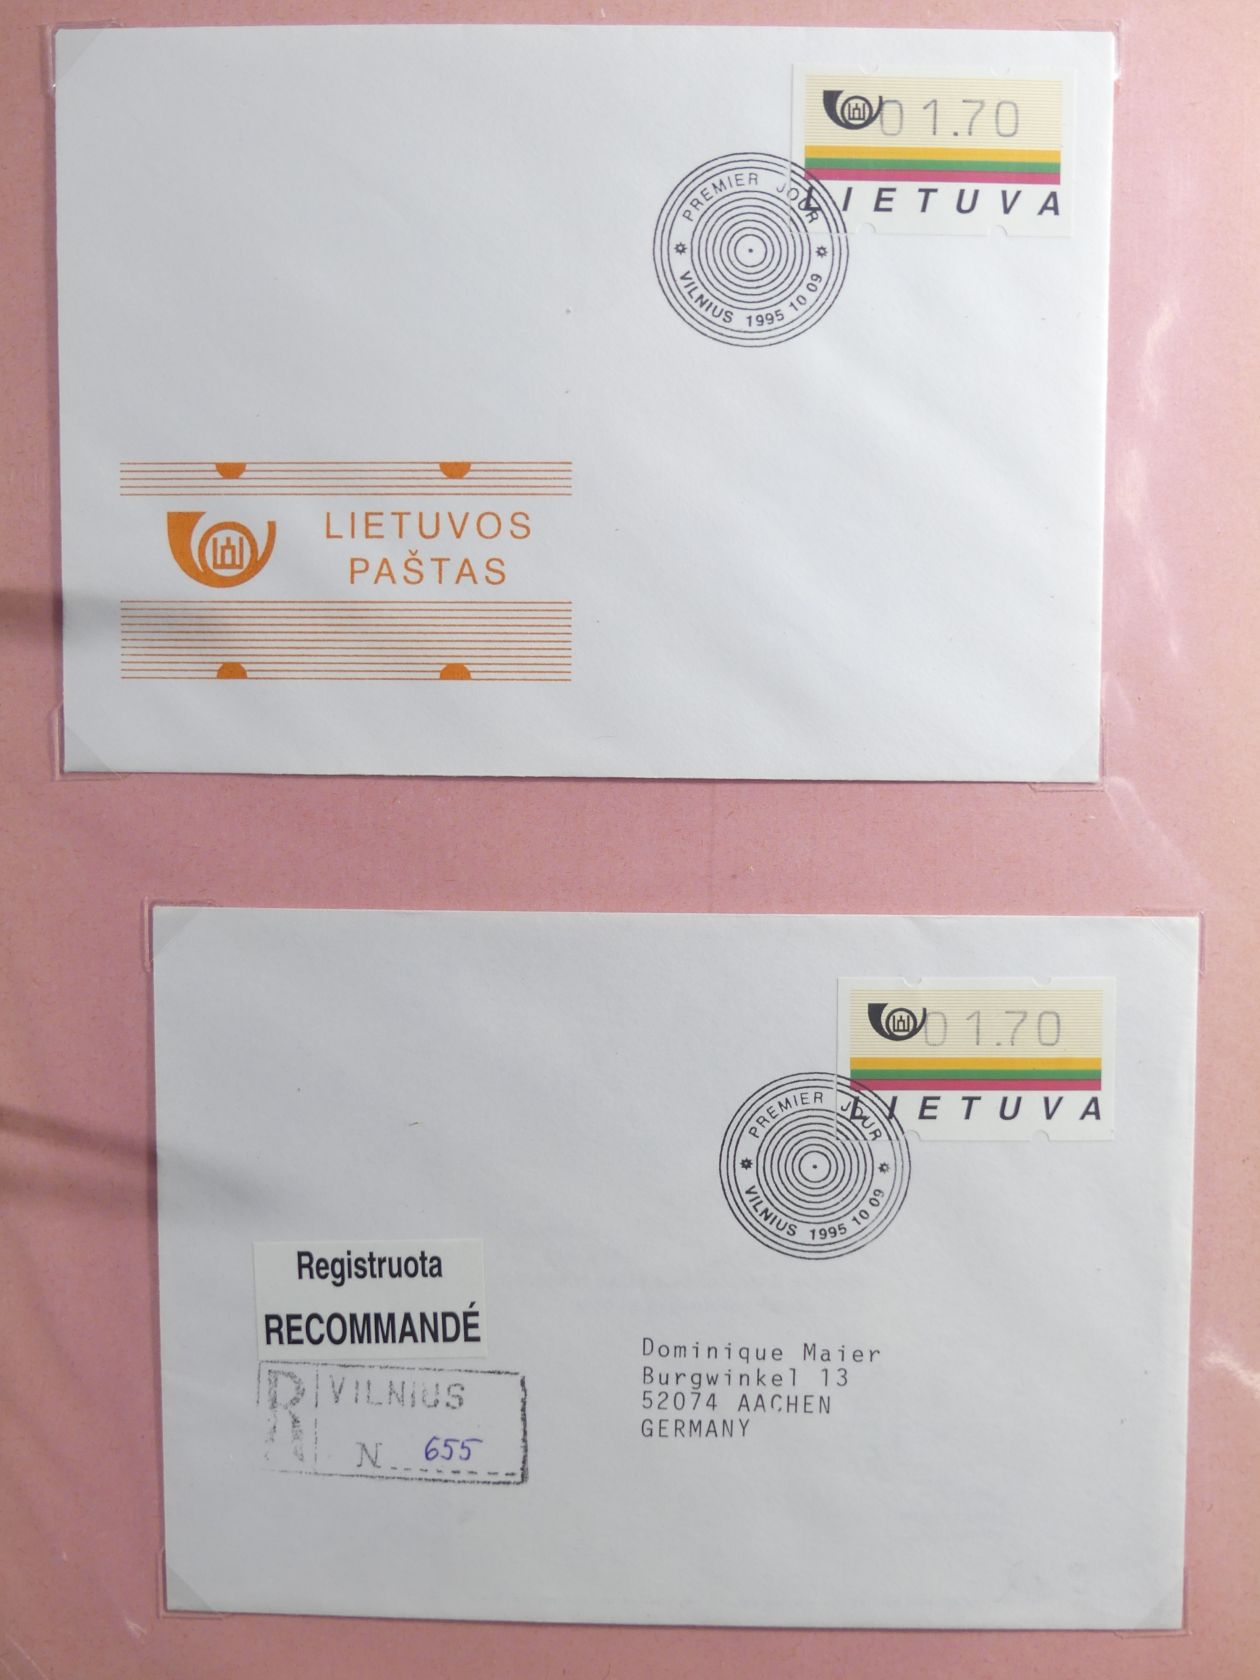 01.70
LIETUVA
PREMIER JOUR
VILNIUS 1995 10 09
LIETUVOS
PAŠTAS
01.70
LIETUVA
PREMIER JOUR
VILNIUS 1995 10 09
Registruota
RECOMMANDÉ
R VILNIUS
N 655
Dominique Maier
Burgwinkel 13
52074 AACHEN
GERMANY